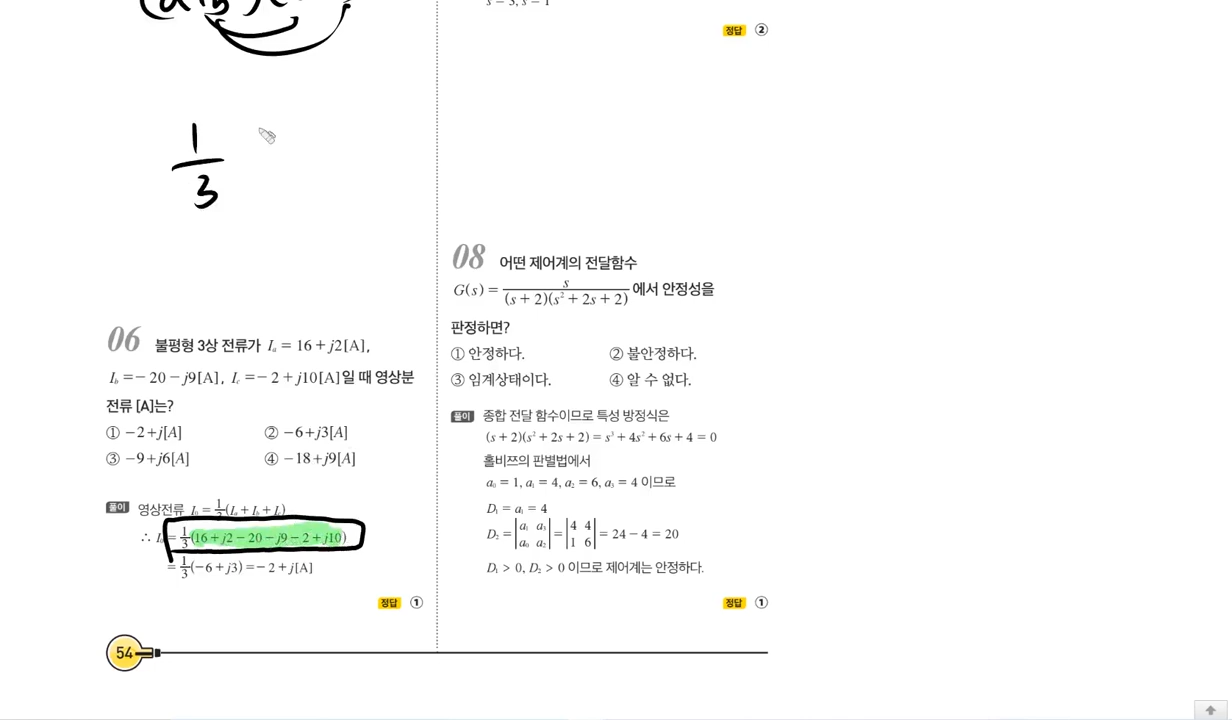 1
3
06 불평형 3상 전류가 Iₐ = 16 + j2[A],
I_b = − 20 − j9[A], I_c = − 2 + j10[A]일 때 영상분
전류 [A]는?
① −2+j[A] ② −6+j3[A]
③ −9+j6[A] ④ −18+j9[A]
풀이 영상전류 I₀ = 1/3(Iₐ + I_b + I_c)
∴ = 1/3(16 + j2 − 20 − j9 − 2 + j10)
= 1/3(−6 + j3) = − 2 + j[A]
정답 ①
54
정답 ②
08 어떤 제어계의 전달함수
G(s) = s/((s + 2)(s² + 2s + 2)) 에서 안정성을
판정하면?
① 안정하다. ② 불안정하다.
③ 임계상태이다. ④ 알 수 없다.
풀이 종합 전달 함수이므로 특성 방정식은
(s + 2)(s² + 2s + 2) = s³ + 4s² + 6s + 4 = 0
홀비쯔의 판별법에서
a₀ = 1, a₁ = 4, a₂ = 6, a₃ = 4 이므로
D₁ = a₁ = 4
D₂ = |a₁ a₃; a₀ a₂| = |4 4; 1 6| = 24 − 4 = 20
D₁ > 0, D₂ > 0 이므로 제어계는 안정하다.
정답 ①